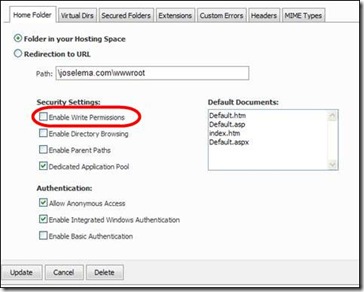 Home Folder Virtual Dirs Secured Folders Extensions Custom Errors Headers MIME Types
Folder in your Hosting Space
Redirection to URL
Path: \joselema.com\wwwroot
Security Settings:
Enable Write Permissions
Enable Directory Browsing
Enable Parent Paths
Dedicated Application Pool
Default Documents:
Default.htm
Default.asp
index.htm
Default.aspx
Authentication:
Allow Anonymous Access
Enable Integrated Windows Authentication
Enable Basic Authentication
Update Cancel Delete